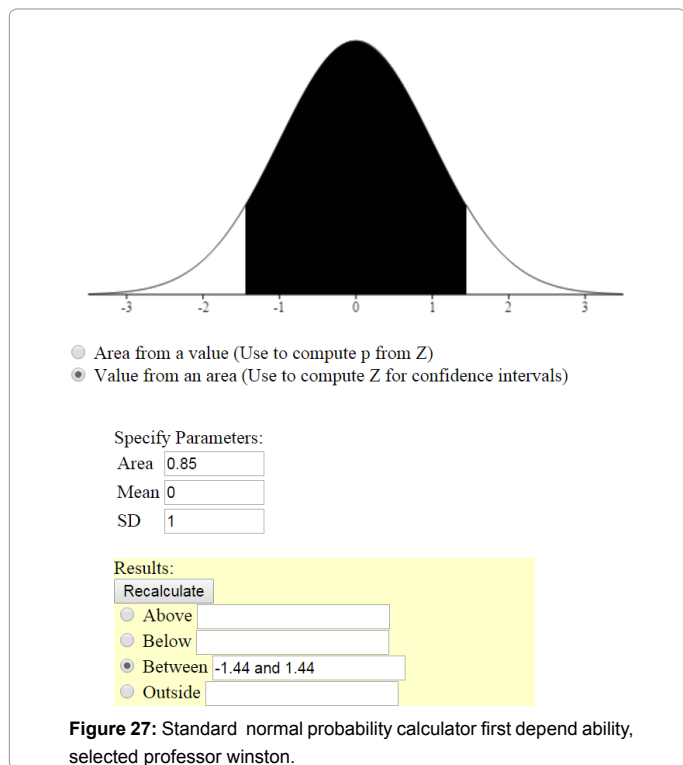 -3 -2 -1 0 1 2 3
Area from a value (Use to compute p from Z)
Value from an area (Use to compute Z for confidence intervals)
Specify Parameters:
Area 0.85
Mean 0
SD 1
Results:
Recalculate
Above
Below
Between -1.44 and 1.44
Outside
Figure 27: Standard normal probability calculator first depend ability,
selected professor winston.